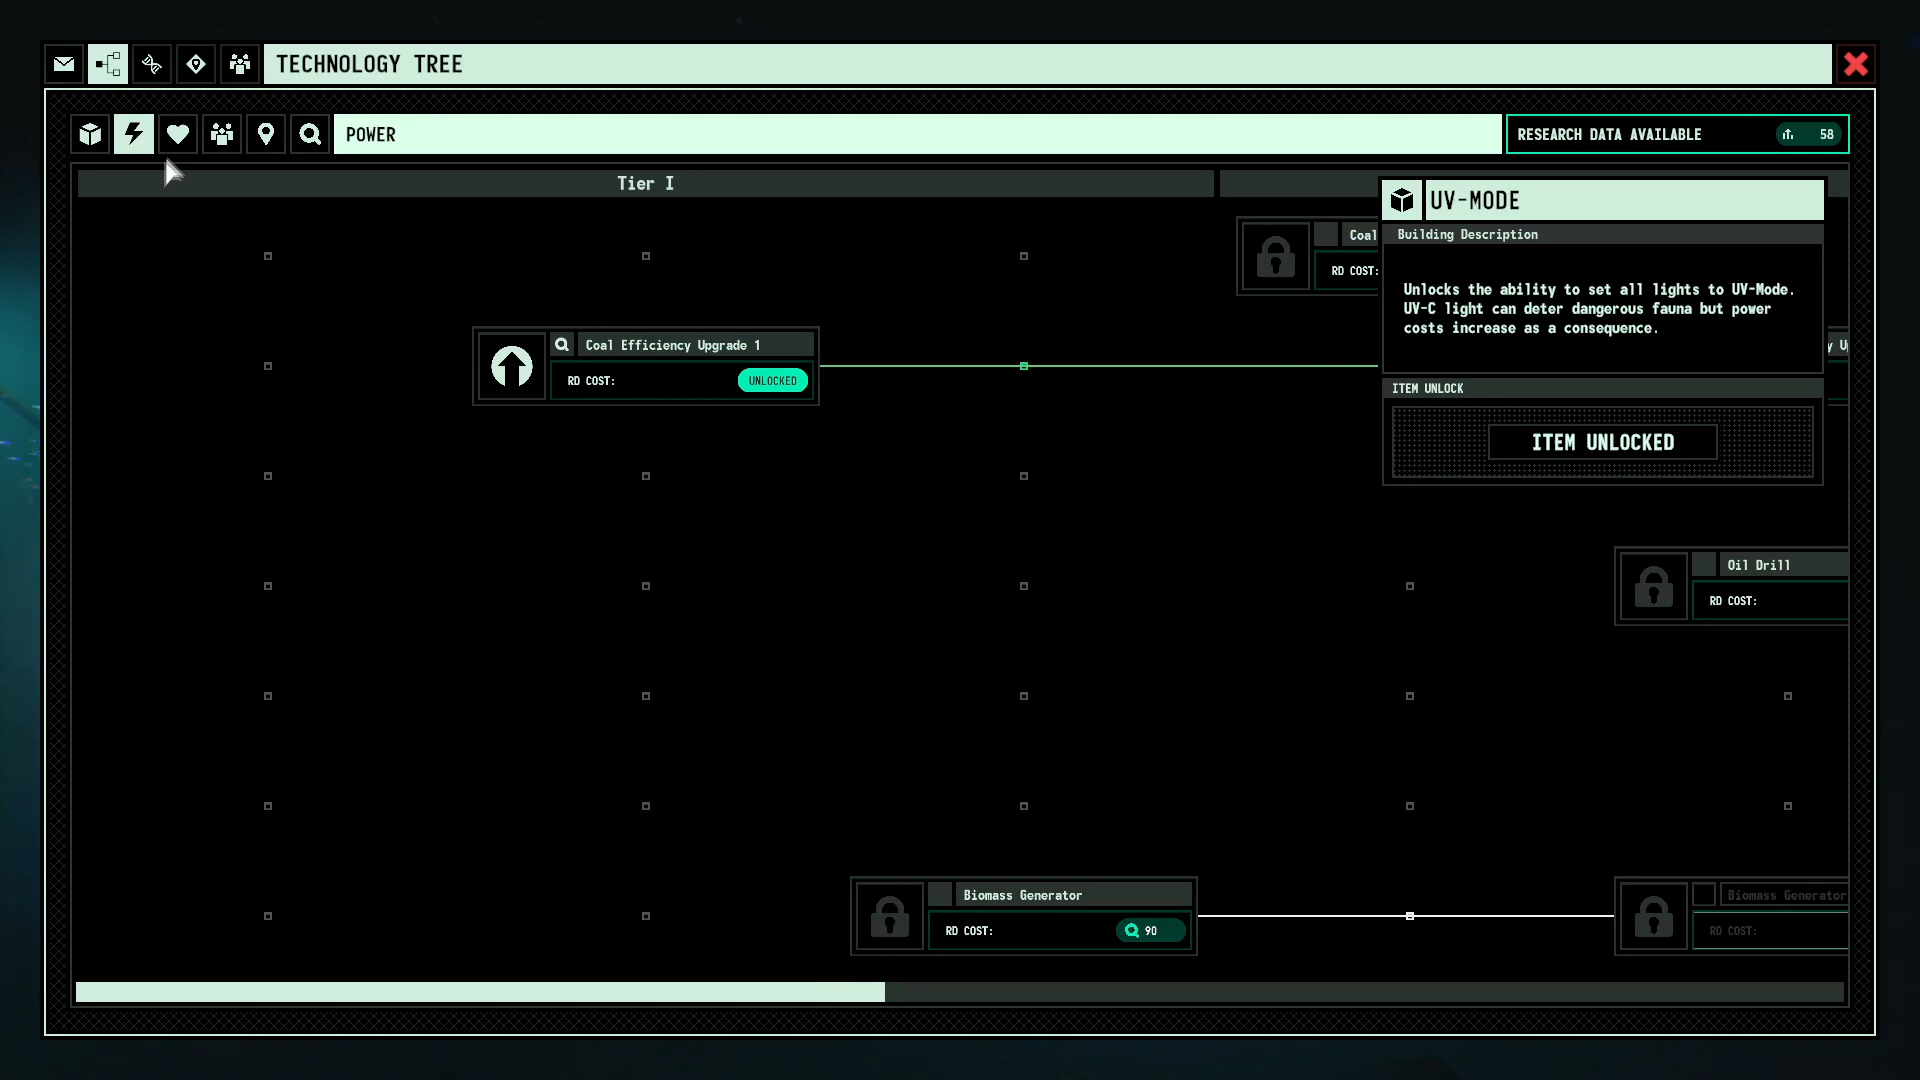 TECHNOLOGY TREE
POWER
RESEARCH DATA AVAILABLE 58
Tier I
UV-MODE
Building Description
Unlocks the ability to set all lights to UV-Mode.
UV-C light can deter dangerous fauna but power
costs increase as a consequence.
ITEM UNLOCK
ITEM UNLOCKED
Coal
RD COST:
Coal Efficiency Upgrade 1
RD COST: UNLOCKED
y U
Oil Drill
RD COST:
Biomass Generator
RD COST: 90
Biomass Generator
RD COST: